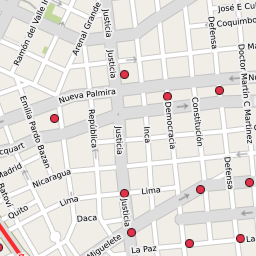 José E Cu
Coquimbo
Ramón del Valle In
Arenal Grande
Justicia
Justicia
Defensa
Doctor Martín C Martínez
Nueva Palmira
Ni
Emilia Pardo Bazán
República
Justicia
Inca
Democracia
Constitución
acquart
Madrid
Nicaragua
Defensa
Ratoví
Quito
Lima
Lima
Daca
Justicia
Miguelete
La Paz
La